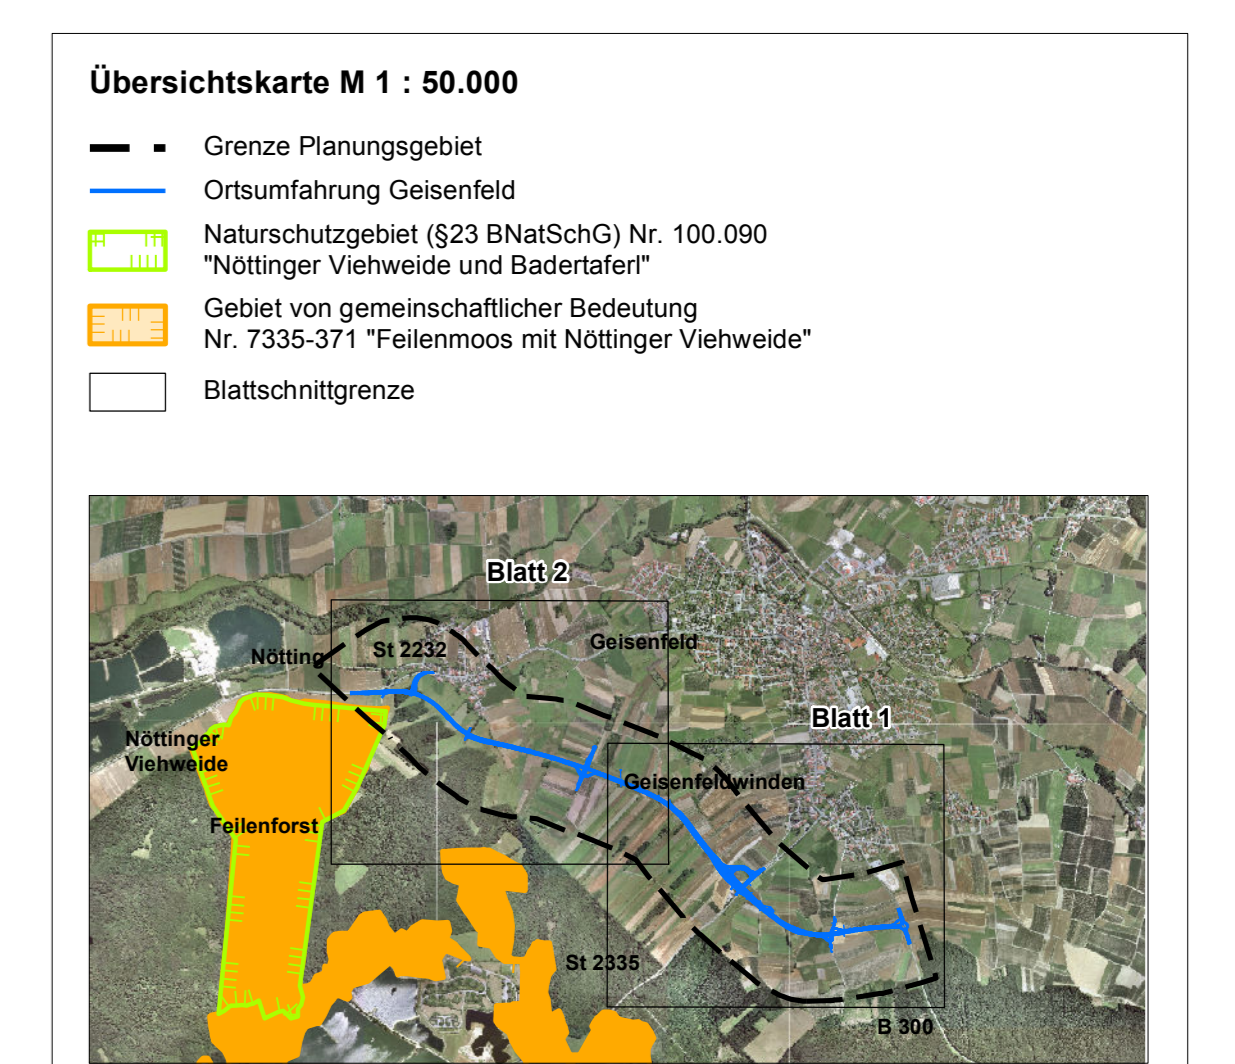 Übersichtskarte M 1 : 50.000
Grenze Planungsgebiet
Ortsumfahrung Geisenfeld
Naturschutzgebiet (§23 BNatSchG) Nr. 100.090
"Nöttinger Viehweide und Badertaferl"
Gebiet von gemeinschaftlicher Bedeutung
Nr. 7335-371 "Feilenmoos mit Nöttinger Viehweide"
Blattschnittgrenze
Blatt 2
Geisenfeld
St 2232
Nötting
Blatt 1
Nöttinger
Viehweide
Geisenfeldwinden
Feilenforst
St 2335
B 300